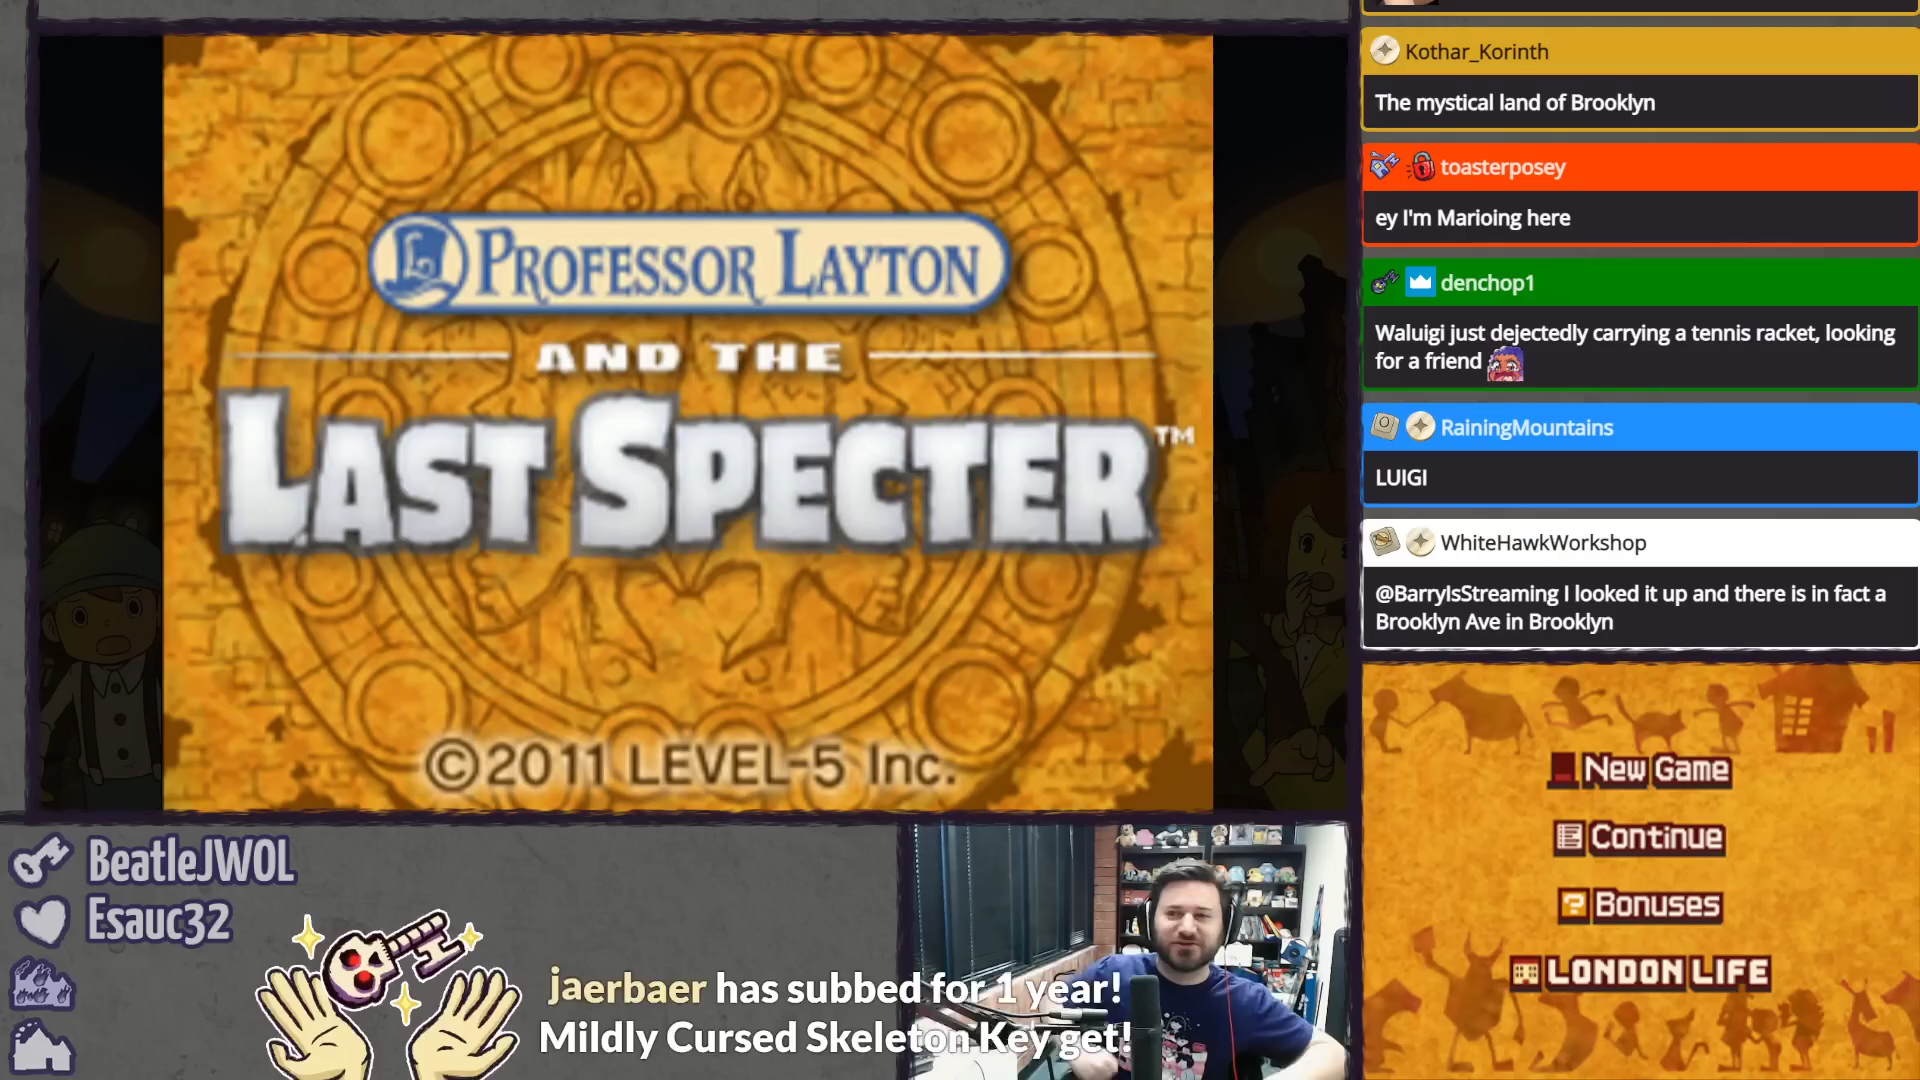 PROFESSOR LAYTON
AND THE
LAST SPECTER™
©2011 LEVEL-5 Inc.
Kothar_Korinth
The mystical land of Brooklyn
toasterposey
ey I'm Marioing here
denchop1
Waluigi just dejectedly carrying a tennis racket, looking
for a friend
RainingMountains
LUIGI
WhiteHawkWorkshop
@BarryIsStreaming I looked it up and there is in fact a
Brooklyn Ave in Brooklyn
New Game
Continue
Bonuses
LONDON LIFE
BeatleJWOL
Esauc32
jaerbaer has subbed for 1 year!
Mildly Cursed Skeleton Key get!